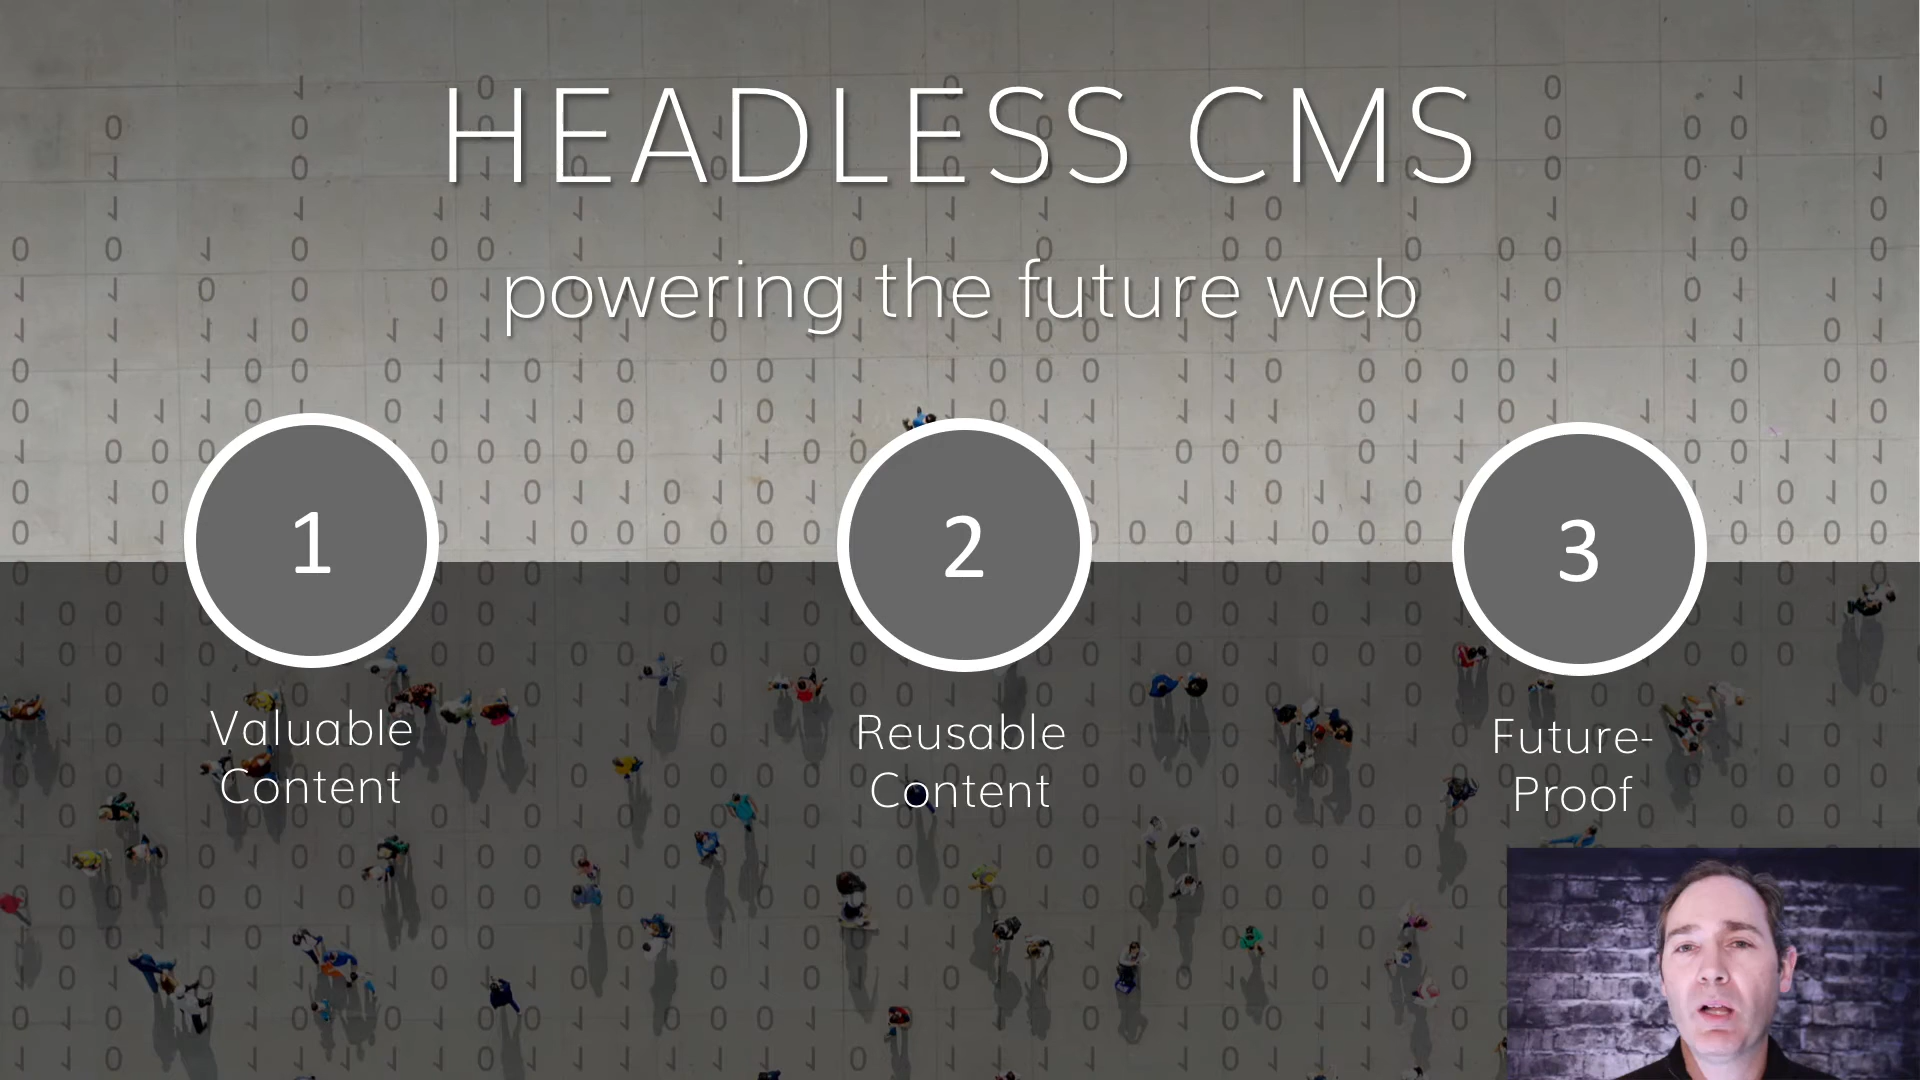 HEADLESS CMS
powering the future web
1
2
3
Valuable
Content
Reusable
Content
Future-
Proof